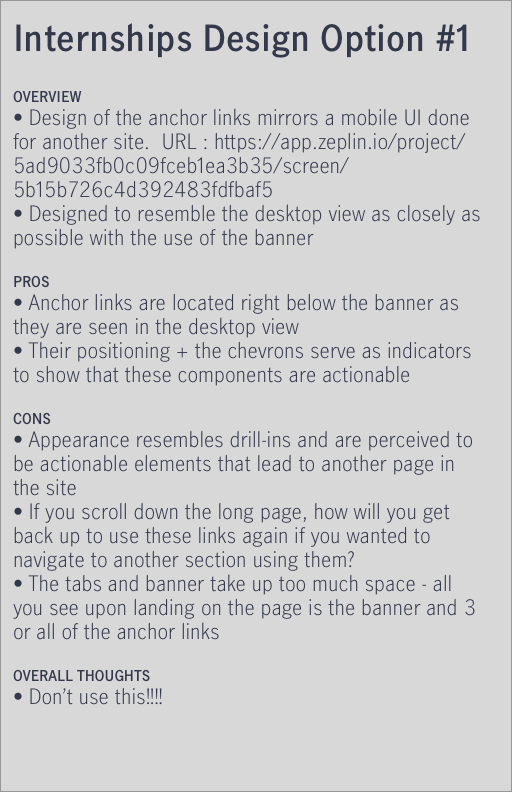 Internships Design Option #1
OVERVIEW
• Design of the anchor links mirrors a mobile UI done
for another site.  URL : https://app.zeplin.io/project/
5ad9033fb0c09fceb1ea3b35/screen/
5b15b726c4d392483fdfbaf5
• Designed to resemble the desktop view as closely as
possible with the use of the banner
PROS
• Anchor links are located right below the banner as
they are seen in the desktop view
• Their positioning + the chevrons serve as indicators
to show that these components are actionable
CONS
• Appearance resembles drill-ins and are perceived to
be actionable elements that lead to another page in
the site
• If you scroll down the long page, how will you get
back up to use these links again if you wanted to
navigate to another section using them?
• The tabs and banner take up too much space - all
you see upon landing on the page is the banner and 3
or all of the anchor links
OVERALL THOUGHTS
• Don’t use this!!!!